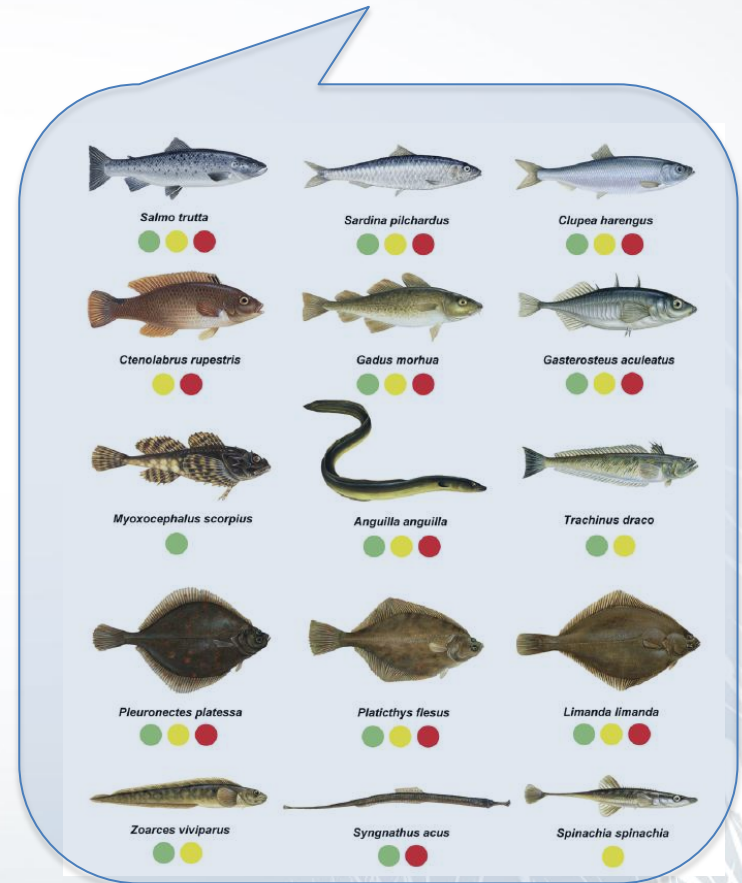 Salmo trutta
Sardina pilchardus
Clupea harengus
Ctenolabrus rupestris
Gadus morhua
Gasterosteus aculeatus
Myoxocephalus scorpius
Anguilla anguilla
Trachinus draco
Pleuronectes platessa
Platicthys flesus
Limanda limanda
Zoarces viviparus
Syngnathus acus
Spinachia spinachia